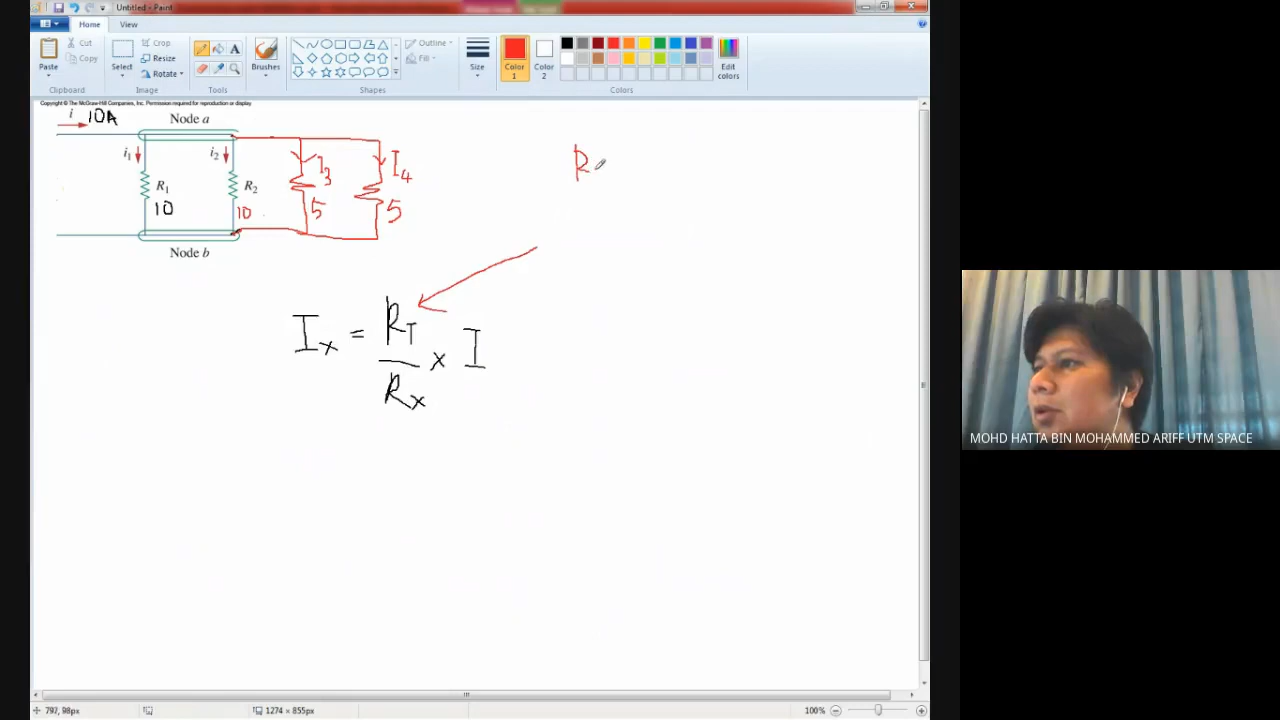 Untitled - Paint
Home View
Paste Cut Copy
Clipboard
Select Crop Resize Rotate
Image
A
Tools
Brushes
Outline Fill
Shapes
Size
Color 1 Color 2
Edit colors
Colors
Copyright © The McGraw-Hill Companies, Inc. Permission required for reproduction or display
i 10A Node a
i1 i2 I3 I4
R1 R2
10 10 5 5
Node b
R
Ix = RT/Rx x I
MOHD HATTA BIN MOHAMMED ARIFF UTM SPACE
792, 98px 1274 × 855px 100%